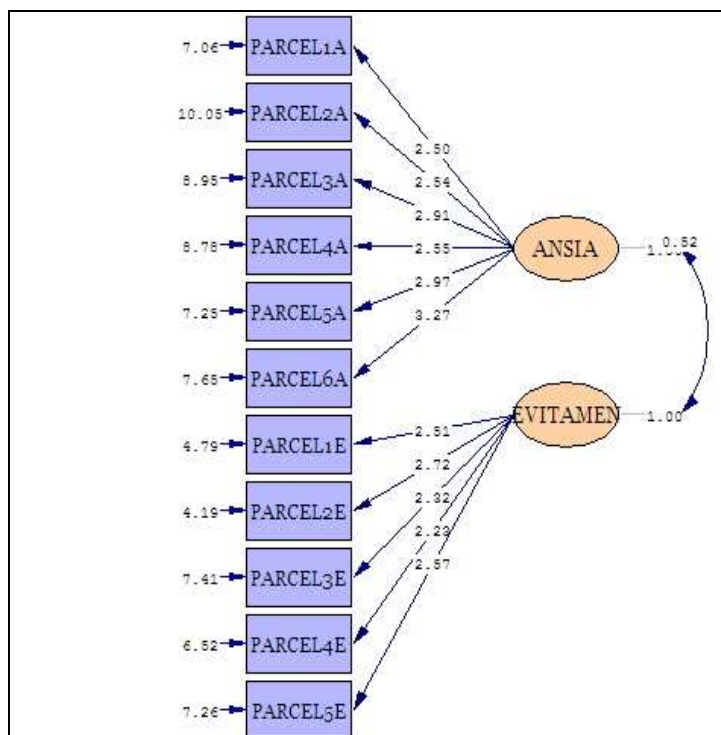 7.06 PARCEL1A
10.05 PARCEL2A
8.95 PARCEL3A
8.78 PARCEL4A
7.25 PARCEL5A
7.65 PARCEL6A
4.79 PARCEL1E
4.19 PARCEL2E
7.41 PARCEL3E
6.52 PARCEL4E
7.26 PARCEL5E
2.50
2.54
2.91
2.55
2.97
3.27
2.51
2.72
2.32
2.23
2.57
ANSIA
0.52
EVITAMEN 1.00